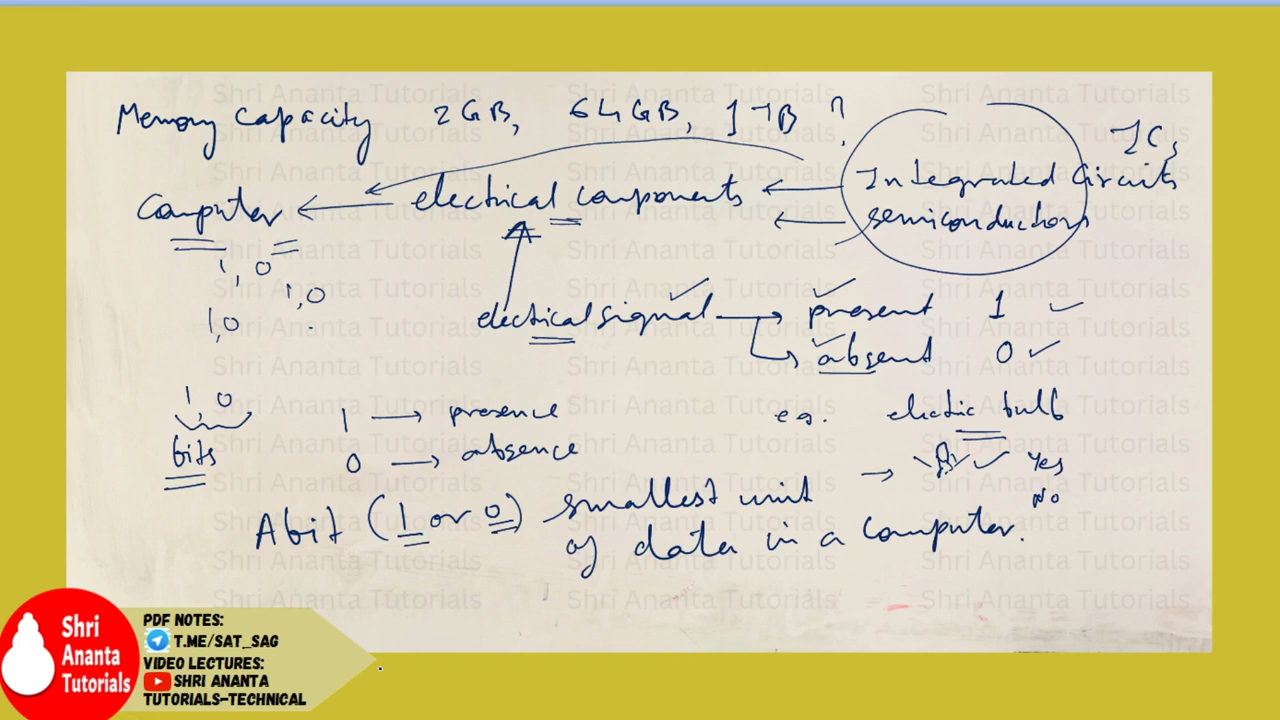 Memory capacity 2GB, 64GB, 1TB ?
ICs
Computer ← electrical components ← Integrated Circuits
semiconductors
1, 0
1, 0
1, 0
electical signal → present 1 ✓
absent 0 ✓
1, 0
bits
1 → presence
0 → absence
eg. electric bulb
→ ✓ Yes
No
A bit (1 or 0) smallest unit
of data in a computer.
Shri Ananta Tutorials
Shri
Ananta
Tutorials
PDF NOTES:
T.ME/SAT_SAG
VIDEO LECTURES:
SHRI ANANTA
TUTORIALS-TECHNICAL